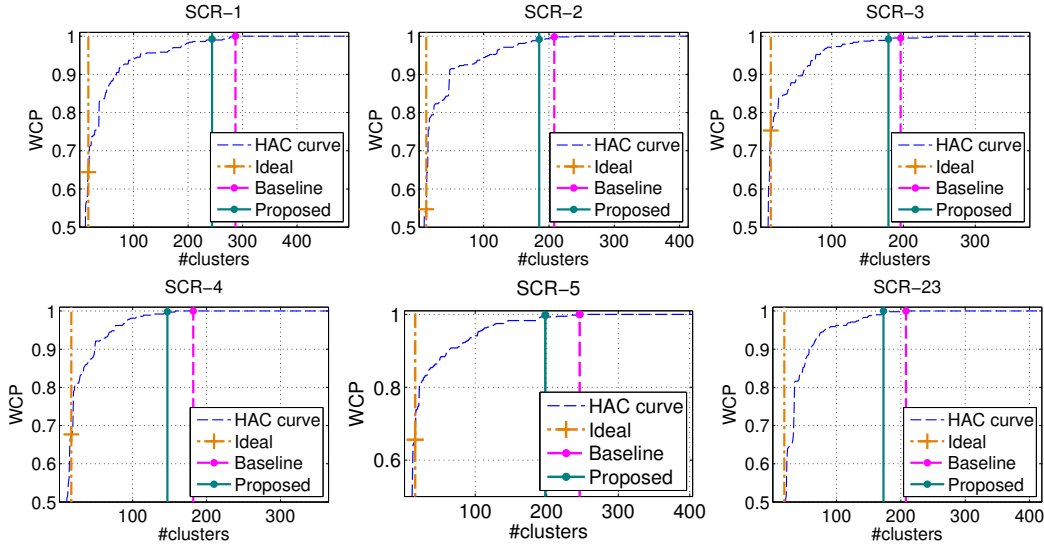 SCR-1
1
0.9
0.8
0.7
0.6
0.5
WCP
HAC curve
Ideal
Baseline
Proposed
100 200 300 400
#clusters
SCR-2
1
0.9
0.8
0.7
0.6
0.5
WCP
HAC curve
Ideal
Baseline
Proposed
100 200 300 400
#clusters
SCR-3
1
0.9
0.8
0.7
0.6
0.5
WCP
HAC curve
Ideal
Baseline
Proposed
100 200 300
#clusters
SCR-4
1
0.9
0.8
0.7
0.6
0.5
WCP
HAC curve
Ideal
Baseline
Proposed
100 200 300
#clusters
SCR-5
1
0.9
0.8
0.6
WCP
HAC curve
Ideal
Baseline
Proposed
100 200 300 400
#clusters
SCR-23
1
0.9
0.8
0.7
0.6
0.5
WCP
HAC curve
Ideal
Baseline
Proposed
100 200 300 400
#clusters